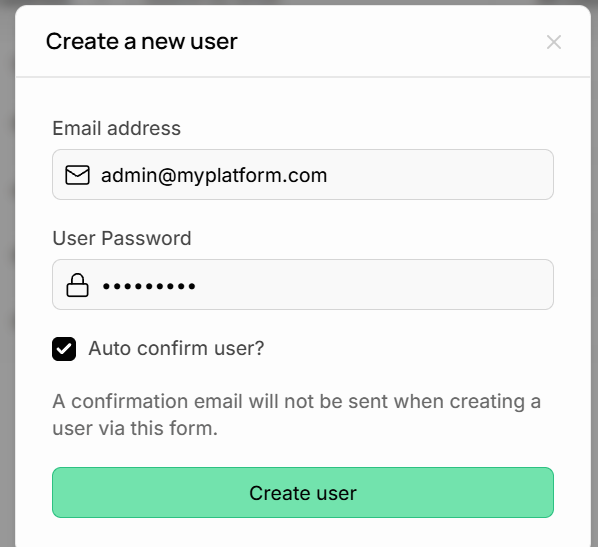 Create a new user
Email address
admin@myplatform.com
User Password
•••••••••
Auto confirm user?
A confirmation email will not be sent when creating a
user via this form.
Create user